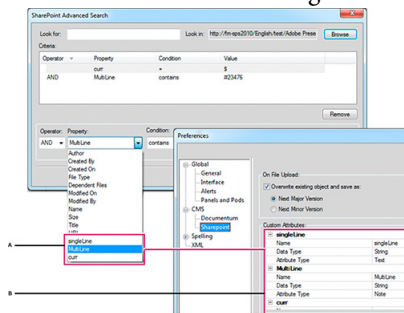 SharePoint Advanced Search
Look for:
Look in: http://fm-eps2010/English/test/Adobe Prese
Browse
Criteria:
Operator Property Condition Value
curr = $
AND MultiLine contains #23476
Remove
Operator: Property: Condition:
AND MultiLine contains
Author
Created By
Created On
File Type
Dependent Files
Modified On
Modified By
Name
Size
Title
URL
singleLine
MultiLine
curr
A
B
Preferences
Global
General
Interface
Alerts
Panels and Pods
CMS
Documentum
Sharepoint
Spelling
XML
On File Upload:
Overwrite existing object and save as:
Next Major Version
Next Minor Version
Custom Attributes:
singleLine
Name singleLine
Data Type String
Attribute Type Text
MultiLine
Name MultiLine
Data Type String
Attribute Type Note
curr
Name